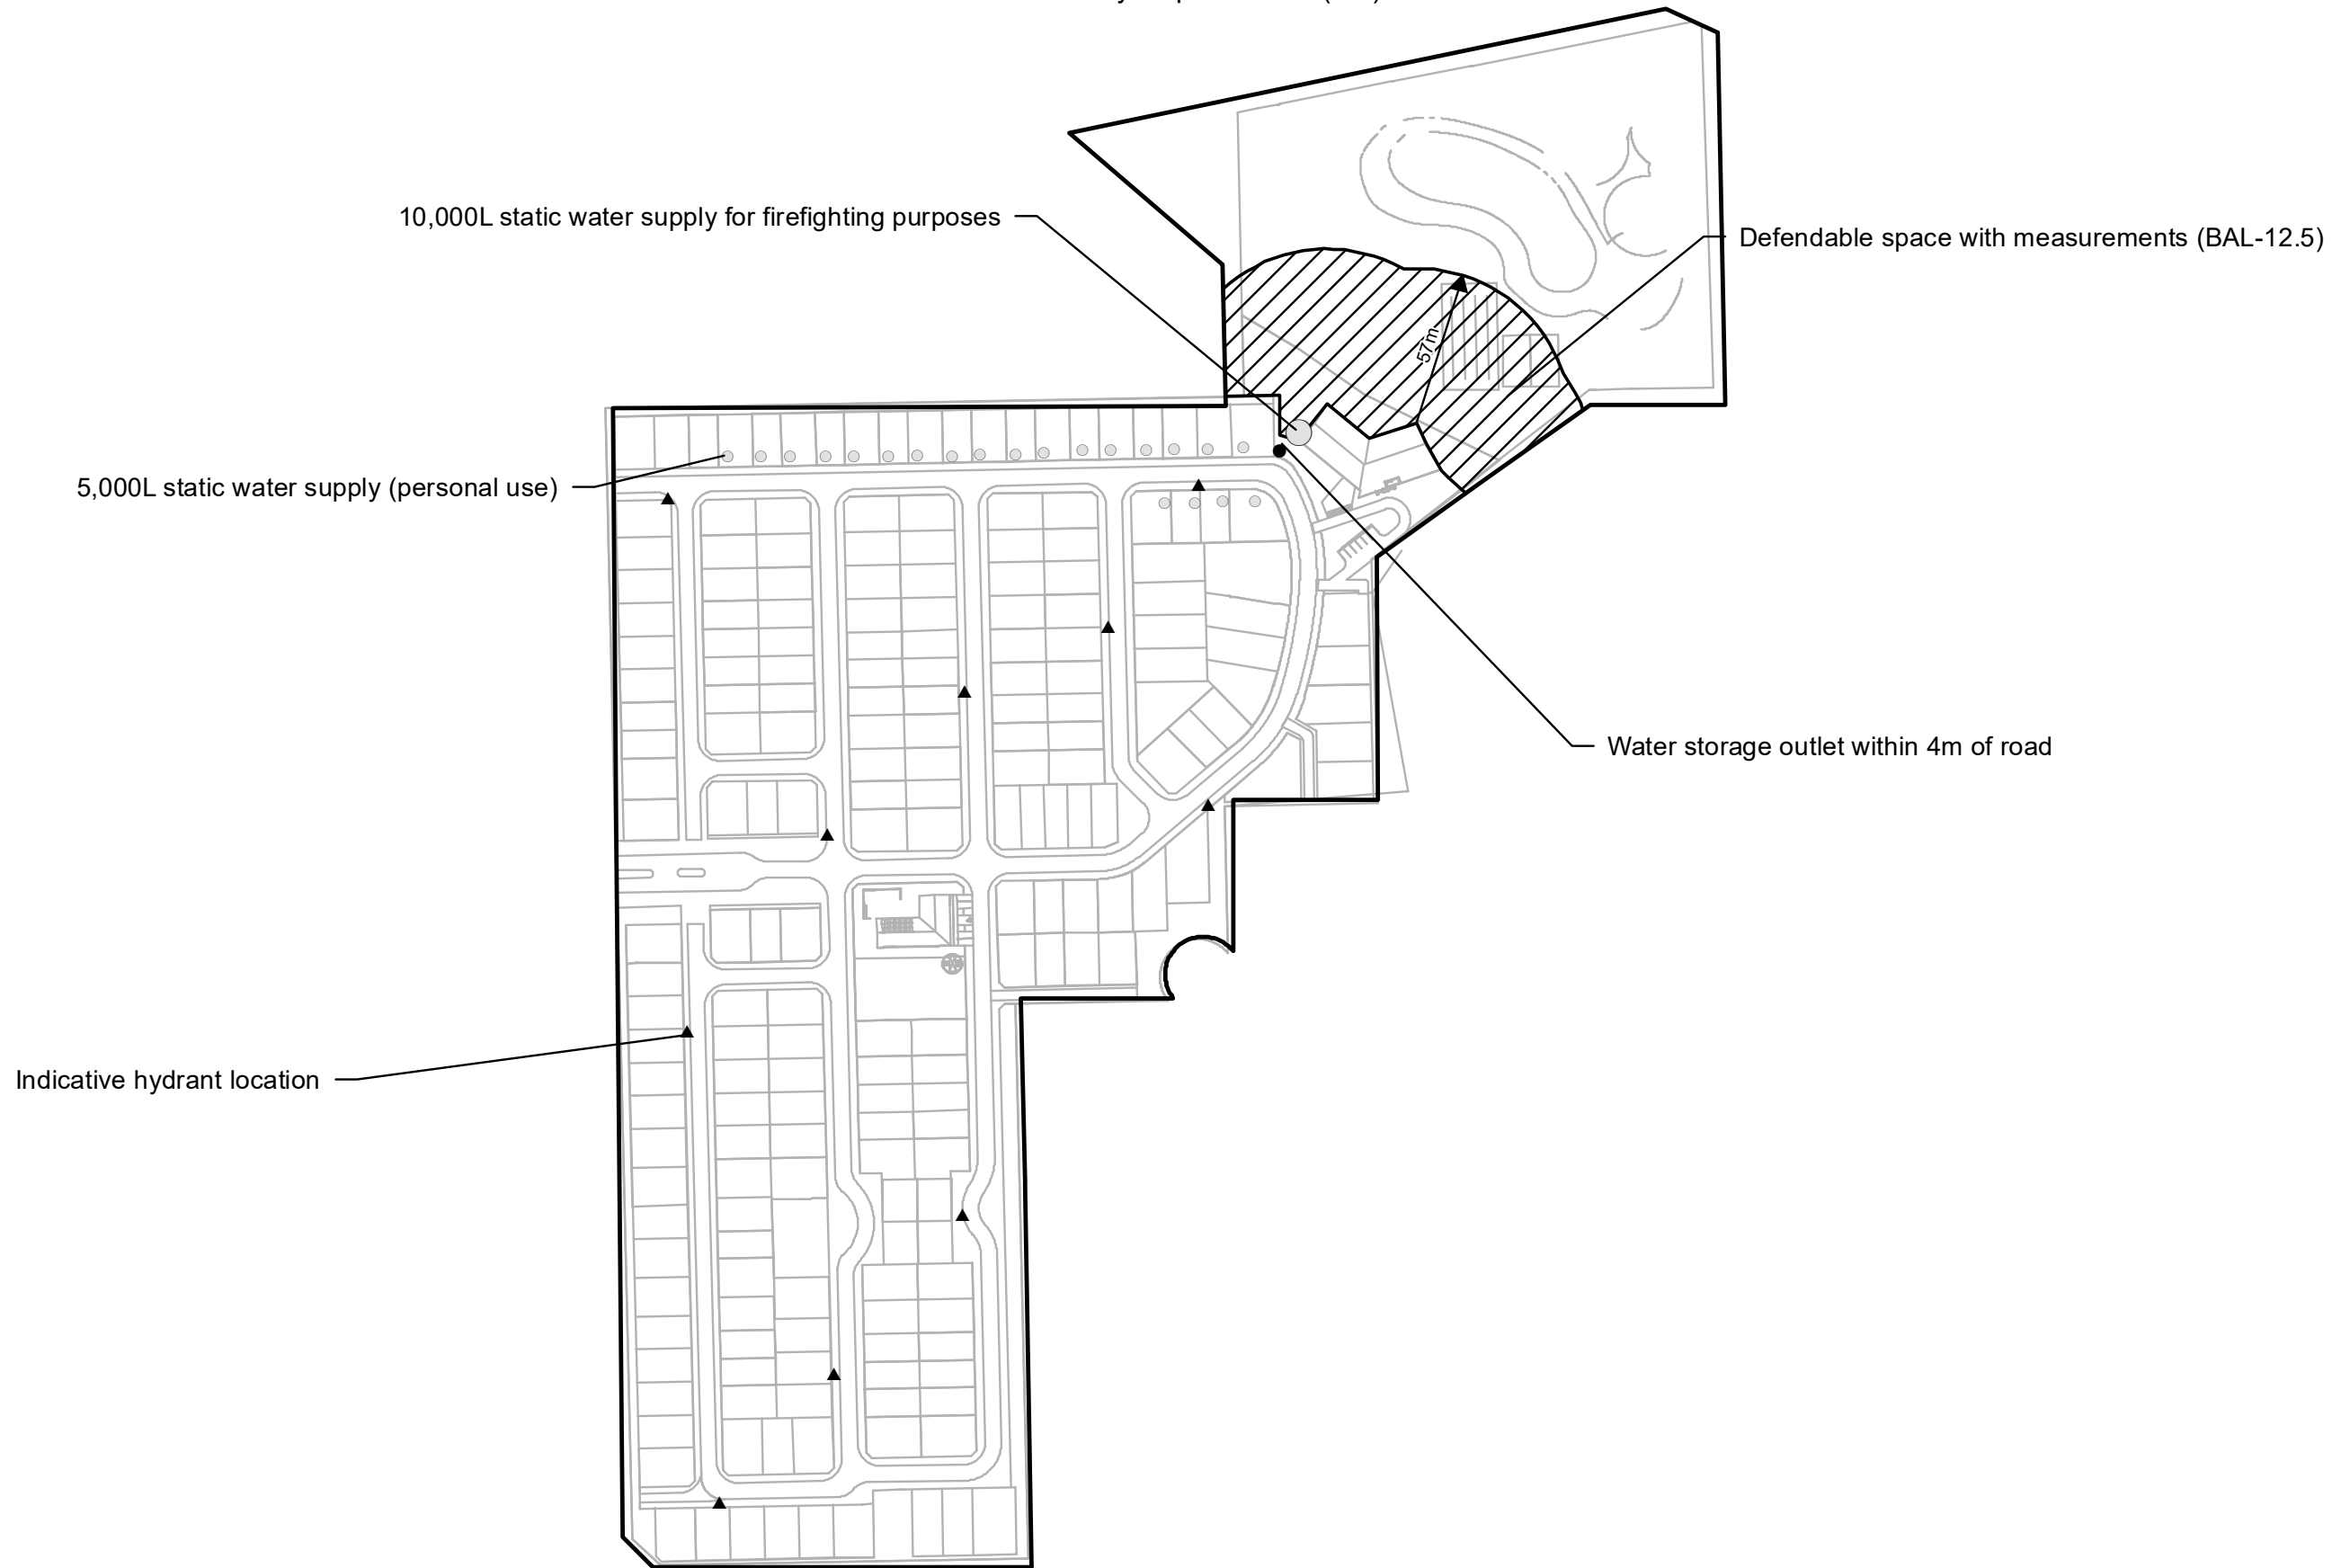 10,000L static water supply for firefighting purposes
Defendable space with measurements (BAL-12.5)
57m
5,000L static water supply (personal use)
Water storage outlet within 4m of road
Indicative hydrant location